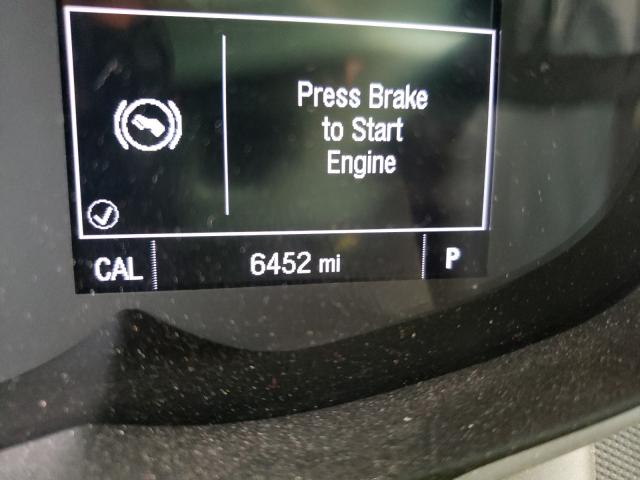 Press Brake
to Start
Engine
CAL 6452 mi P